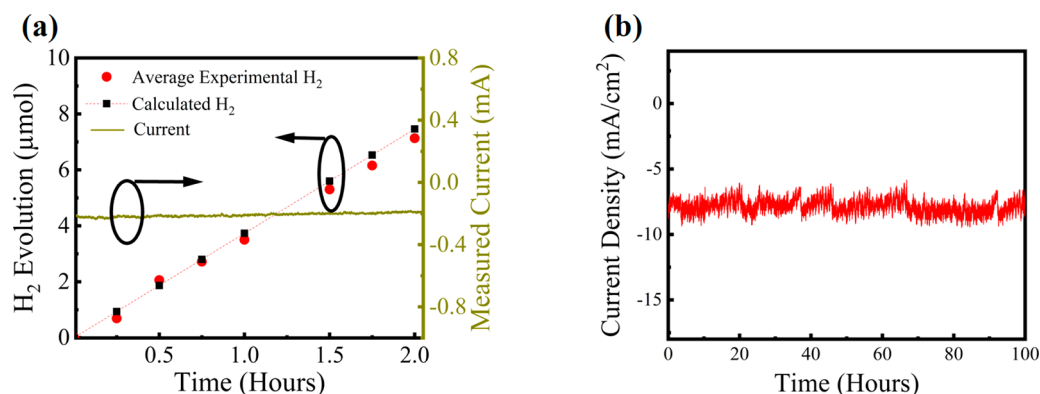 (a)
H₂ Evolution (μmol)
10
8
6
4
2
0
Average Experimental H₂
Calculated H₂
Current
0.8
0.4
0.0
-0.4
-0.8
Measured Current (mA)
0.5
1.0
1.5
2.0
Time (Hours)
(b)
Current Density (mA/cm²)
0
-5
-10
-15
0
20
40
60
80
100
Time (Hours)